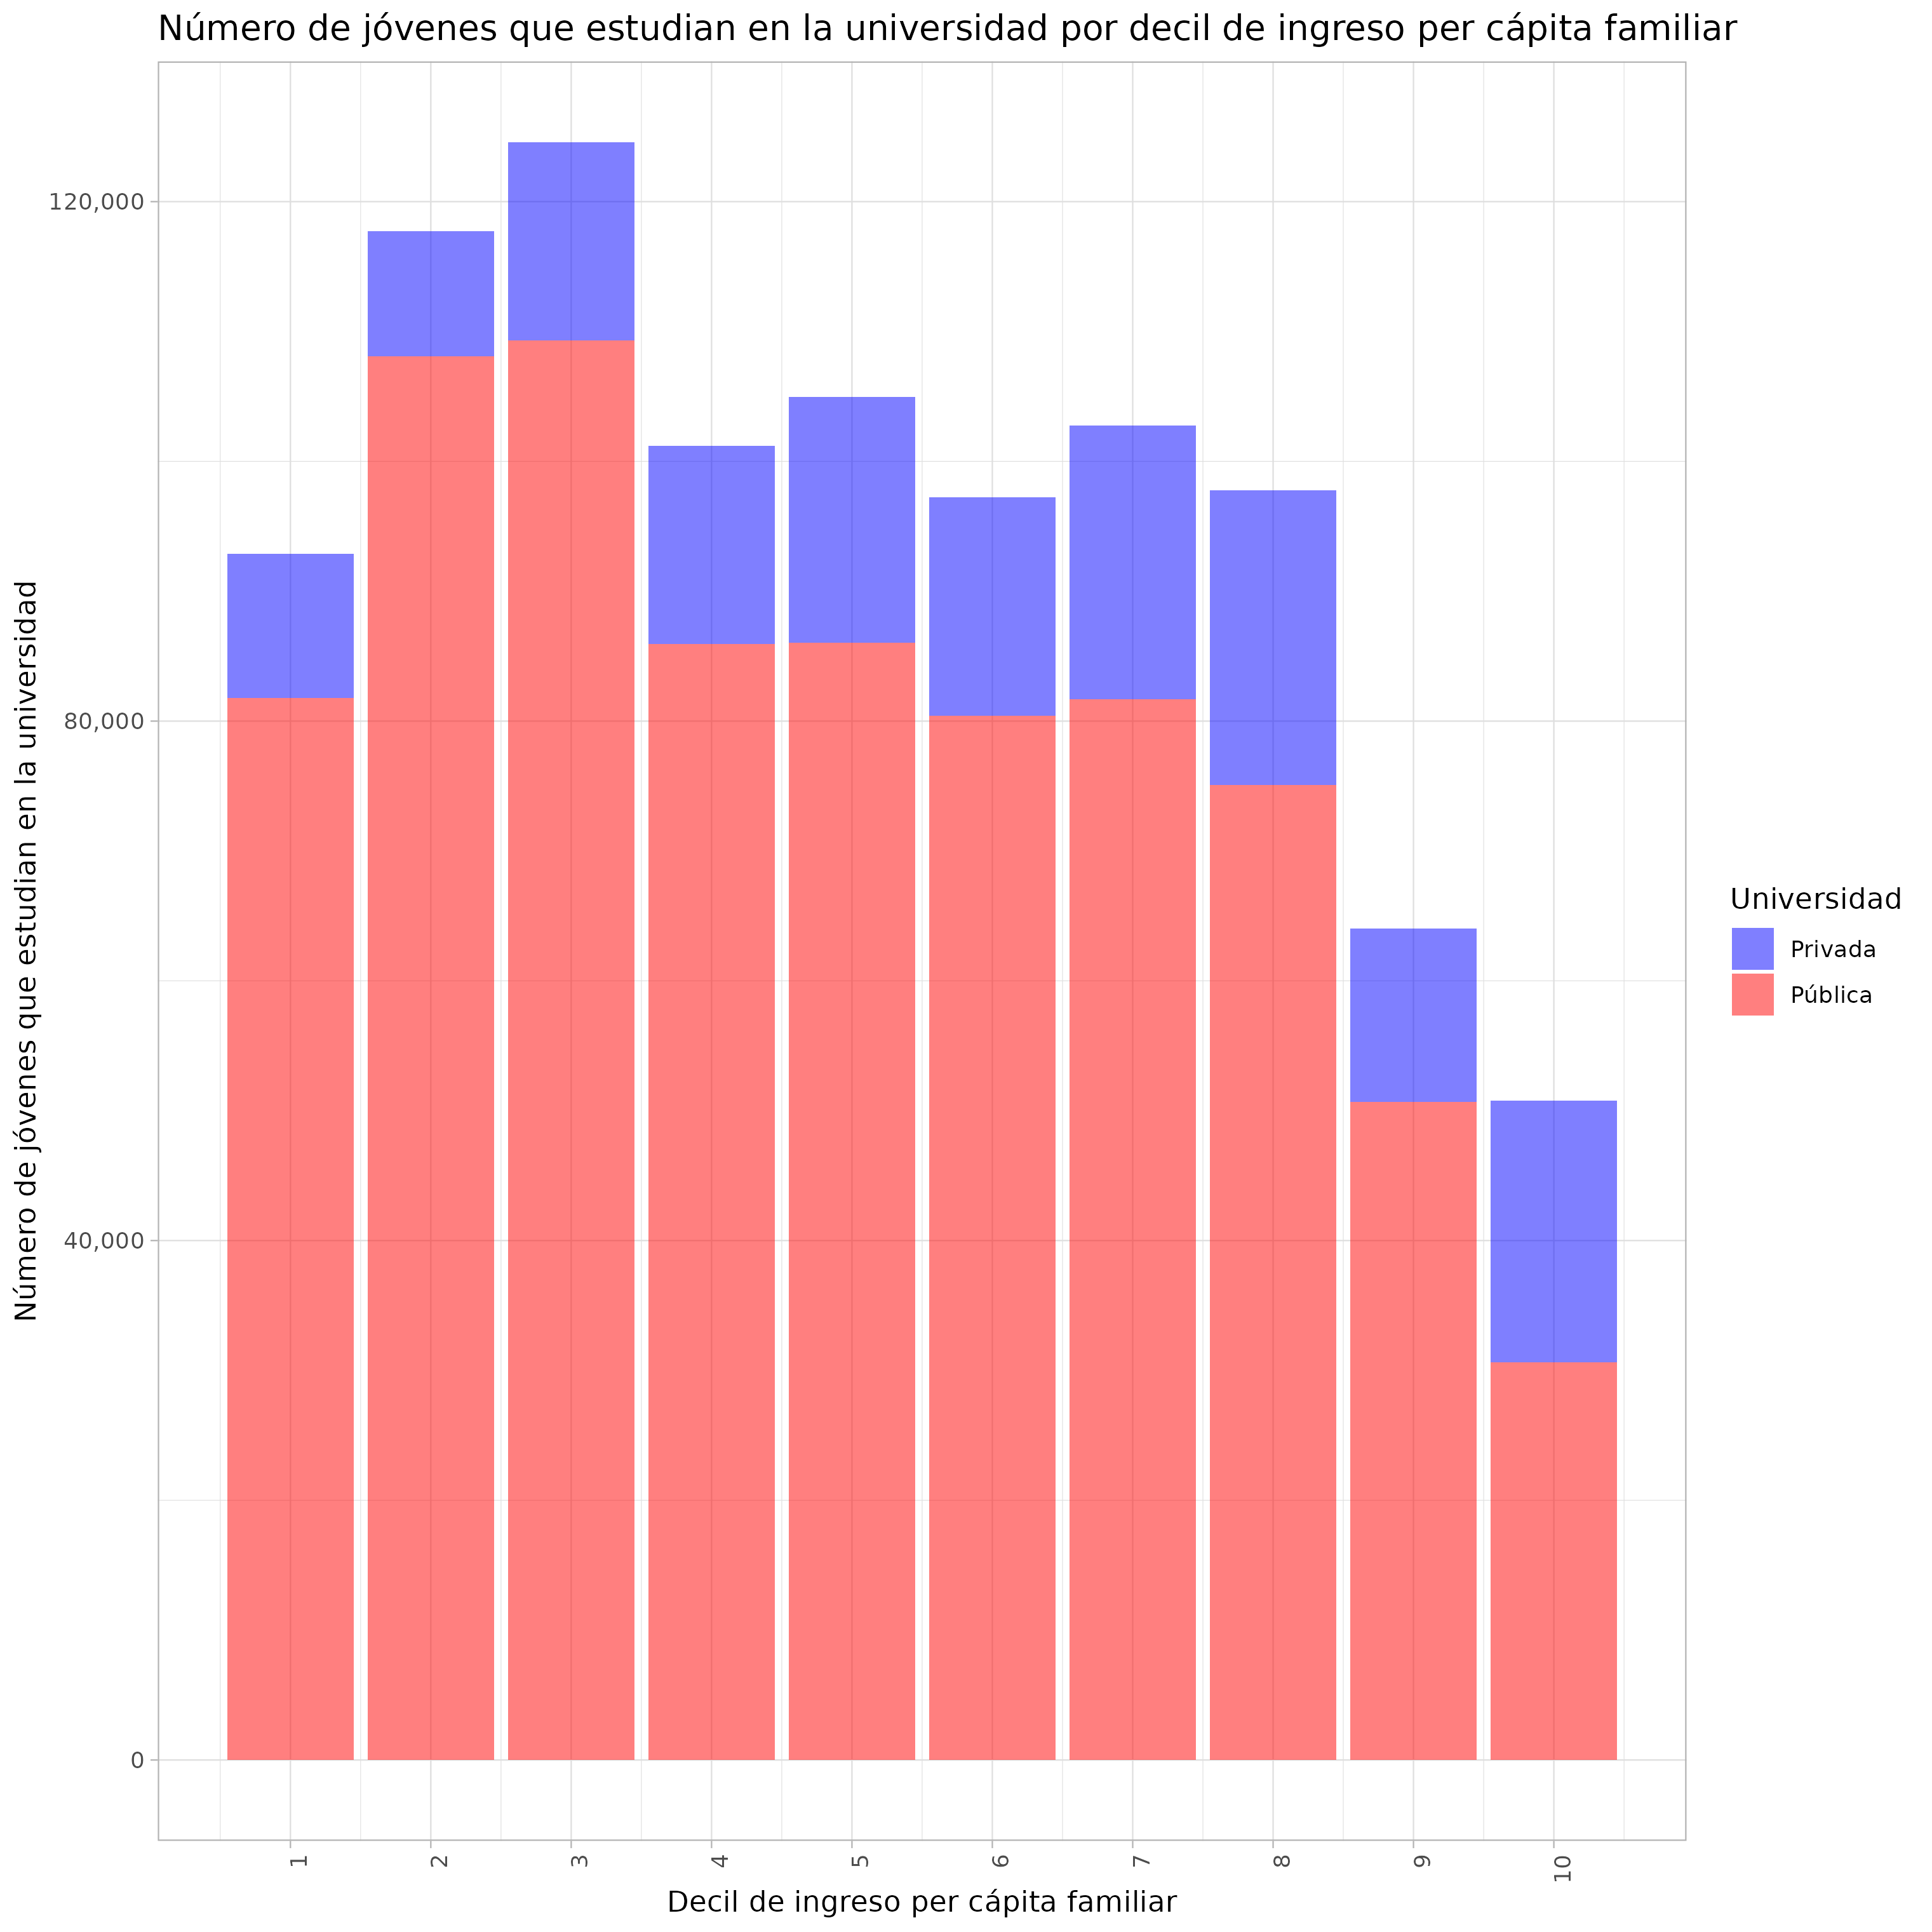 Número de jóvenes que estudian en la universidad por decil de ingreso per cápita familiar
Número de jóvenes que estudian en la universidad
120,000
80,000
40,000
0
1
2
3
4
5
6
7
8
9
10
Decil de ingreso per cápita familiar
Universidad
Privada
Pública